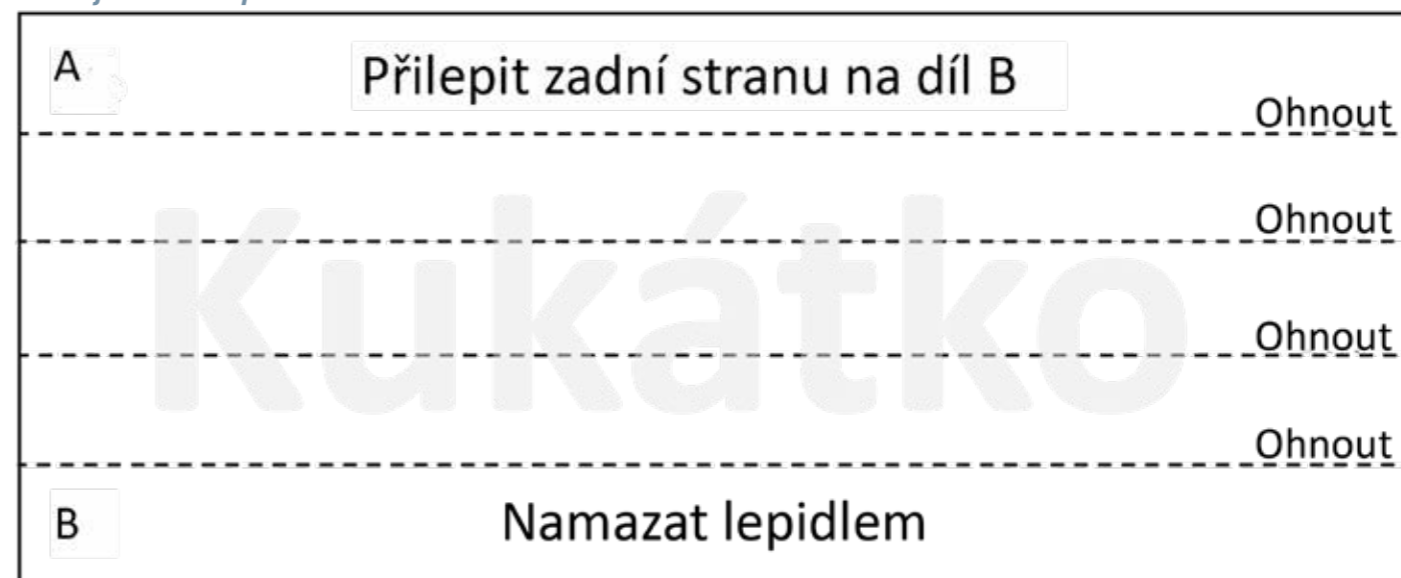 A
Přilepit zadní stranu na díl B
Ohnout
Ohnout
Kukátko
Ohnout
Ohnout
B
Namazat lepidlem